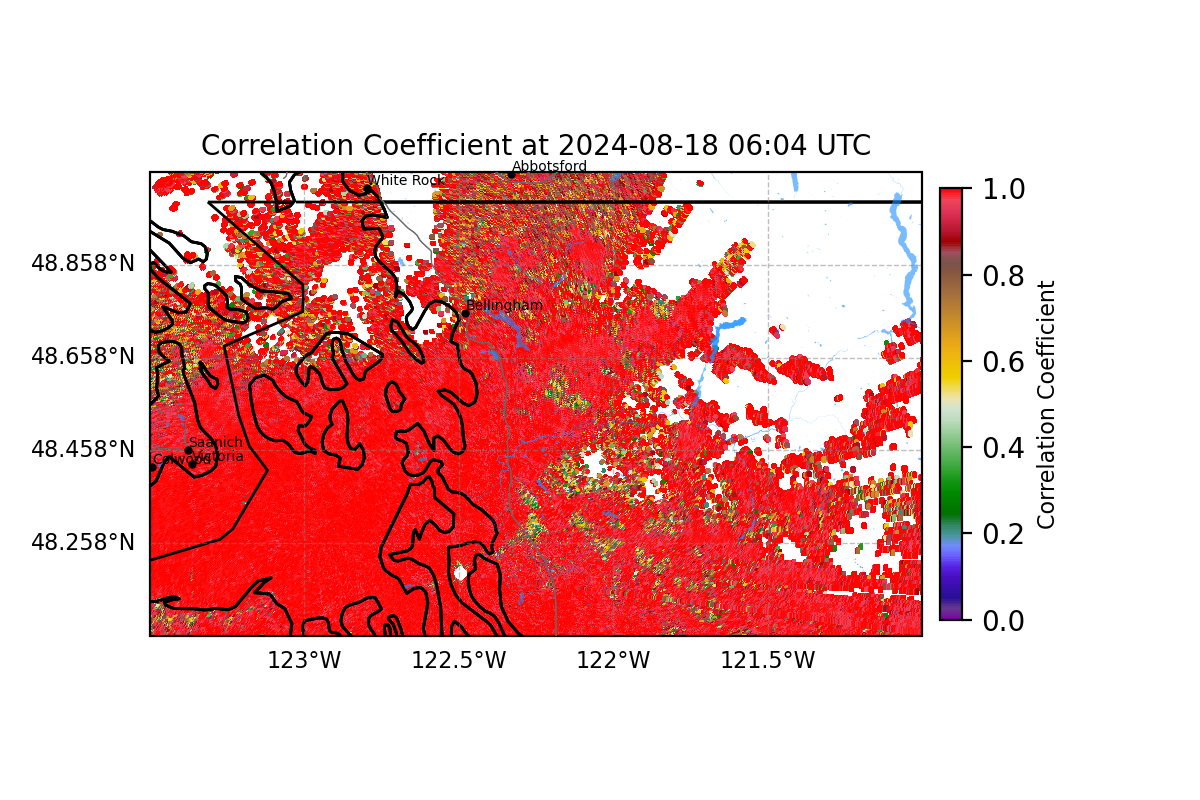 Correlation Coefficient at 2024-08-18 06:04 UTC
Abbotsford
White Rock
1.0
48.858°N
0.8
Bellingham
48.658°N
0.6
Correlation Coefficient
Saanich
48.458°N
Victoria
Colwood
0.4
48.258°N
0.2
0.0
123°W
122.5°W
122°W
121.5°W